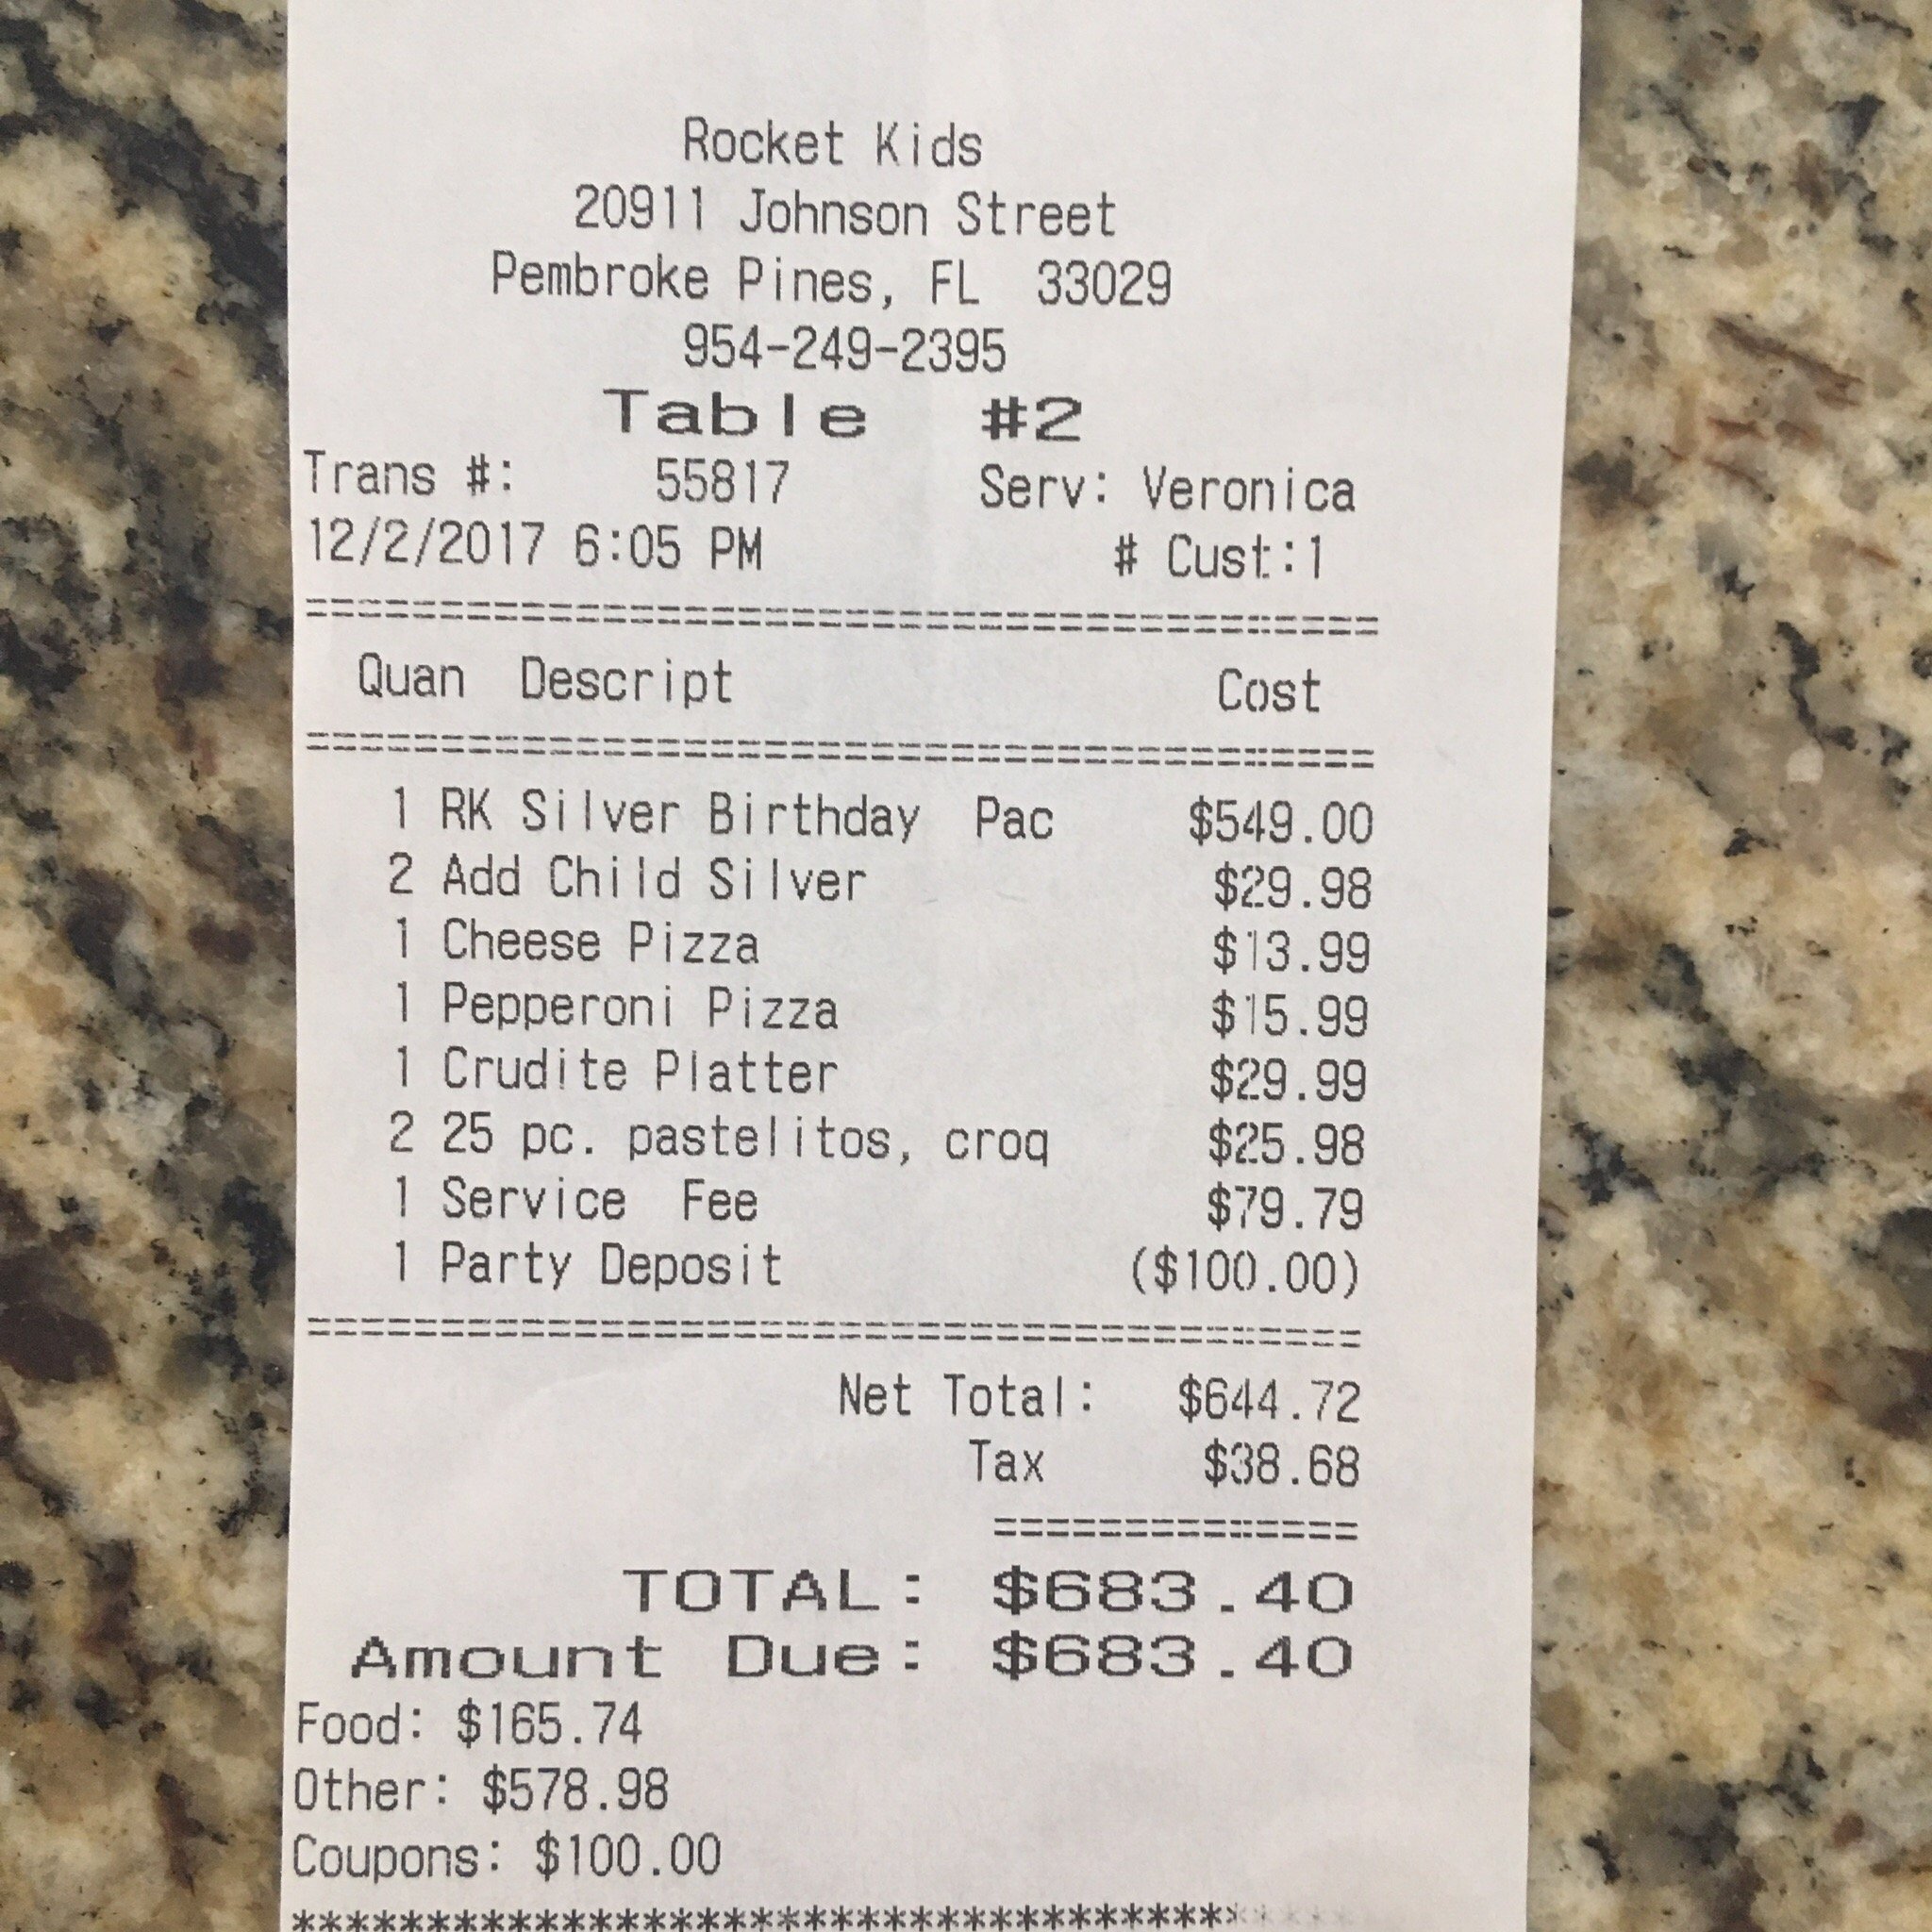 Rocket Kids
20911 Johnson Street
Pembroke Pines, FL 33029
954-249-2395
Table #2
Trans #: 55817 Serv: Veronica
12/2/2017 6:05 PM # Cust:1
========================================
Quan Descript Cost
========================================
1 RK Silver Birthday Pac $549.00
2 Add Child Silver $29.98
1 Cheese Pizza $13.99
1 Pepperoni Pizza $15.99
1 Crudite Platter $29.99
2 25 pc. pastelitos, croq $25.98
1 Service Fee $79.79
1 Party Deposit ($100.00)
========================================
Net Total: $644.72
Tax $38.68
==============
TOTAL: $683.40
Amount Due: $683.40
Food: $165.74
Other: $578.98
Coupons: $100.00
****************************************